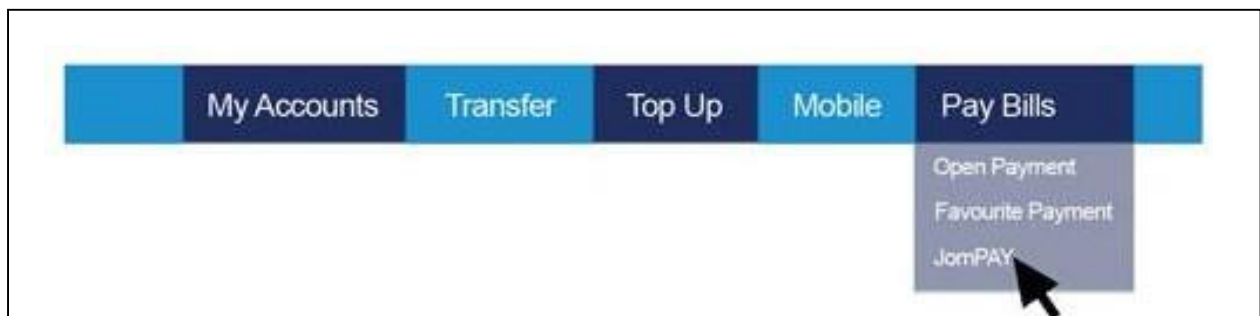 My Accounts Transfer Top Up Mobile Pay Bills
Open Payment
Favourite Payment
JomPAY